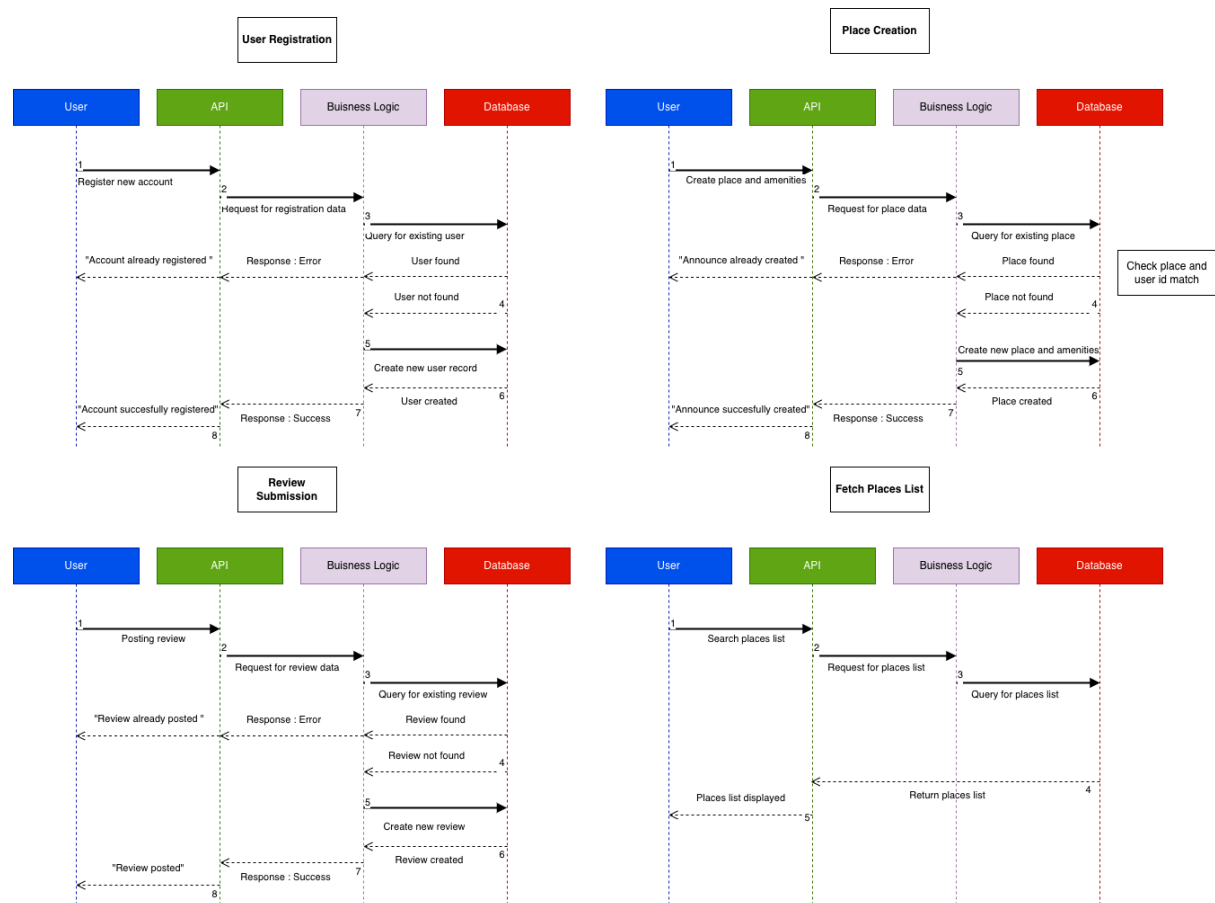 User Registration
User
API
Buisness Logic
Database
1
Register new account
2
Request for registration data
3
Query for existing user
"Account already registered "
Response : Error
User found
User not found
4
5
Create new user record
6
User created
7
Response : Success
"Account succesfully registered"
8
Place Creation
User
API
Buisness Logic
Database
1
Create place and amenities
2
Request for place data
3
Query for existing place
"Announce already created "
Response : Error
Place found
Check place and
user id match
Place not found
4
Create new place and amenities
5
6
Place created
7
Response : Success
"Announce succesfully created"
8
Review
Submission
User
API
Buisness Logic
Database
1
Posting review
2
Request for review data
3
Query for existing review
"Review already posted "
Response : Error
Review found
Review not found
4
5
Create new review
6
Review created
7
Response : Success
"Review posted"
8
Fetch Places List
User
API
Buisness Logic
Database
1
Search places list
2
Request for places list
3
Query for places list
4
Return places list
Places list displayed
5